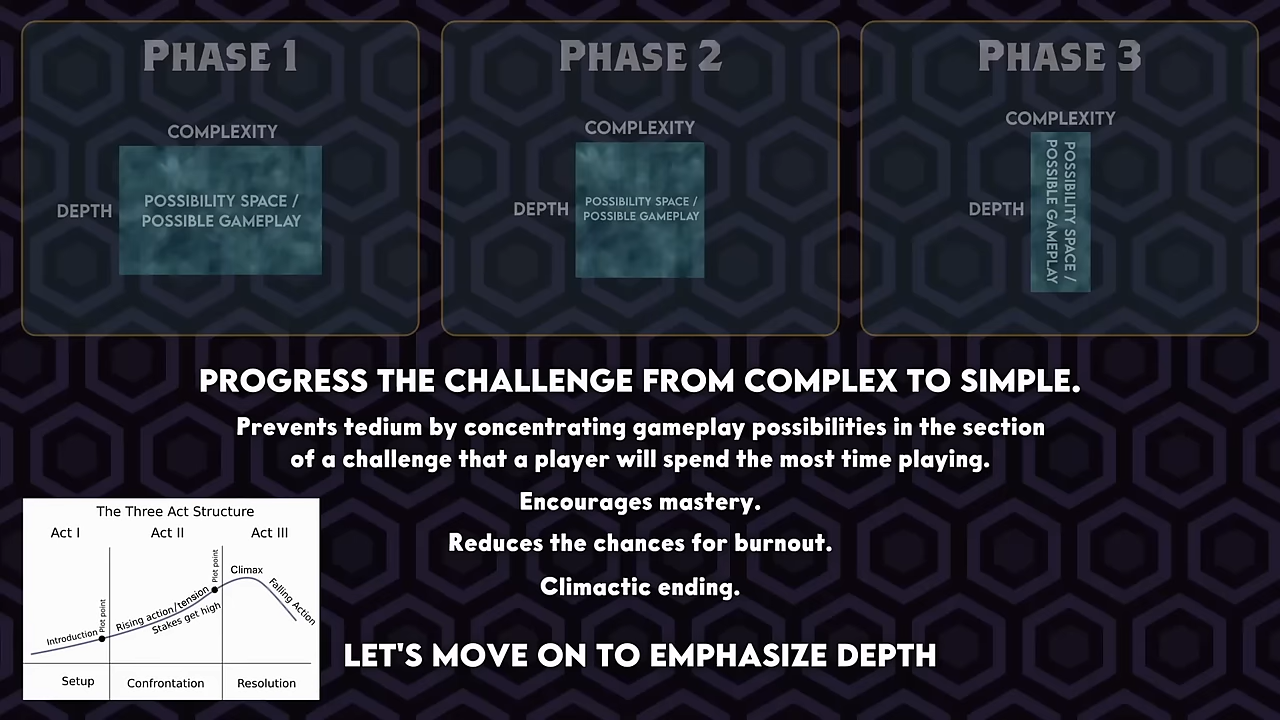 PHASE 1
COMPLEXITY
DEPTH
POSSIBILITY SPACE /
POSSIBLE GAMEPLAY
PHASE 2
COMPLEXITY
DEPTH
POSSIBILITY SPACE /
POSSIBLE GAMEPLAY
PHASE 3
COMPLEXITY
DEPTH
POSSIBILITY SPACE /
POSSIBLE GAMEPLAY
PROGRESS THE CHALLENGE FROM COMPLEX TO SIMPLE.
Prevents tedium by concentrating gameplay possibilities in the section
of a challenge that a player will spend the most time playing.
Encourages mastery.
Reduces the chances for burnout.
Climactic ending.
The Three Act Structure
Act I
Act II
Act III
Introduction
Plot point
Rising action/tension
Stakes get high
Plot point
Climax
Falling Action
Setup
Confrontation
Resolution
LET'S MOVE ON TO EMPHASIZE DEPTH